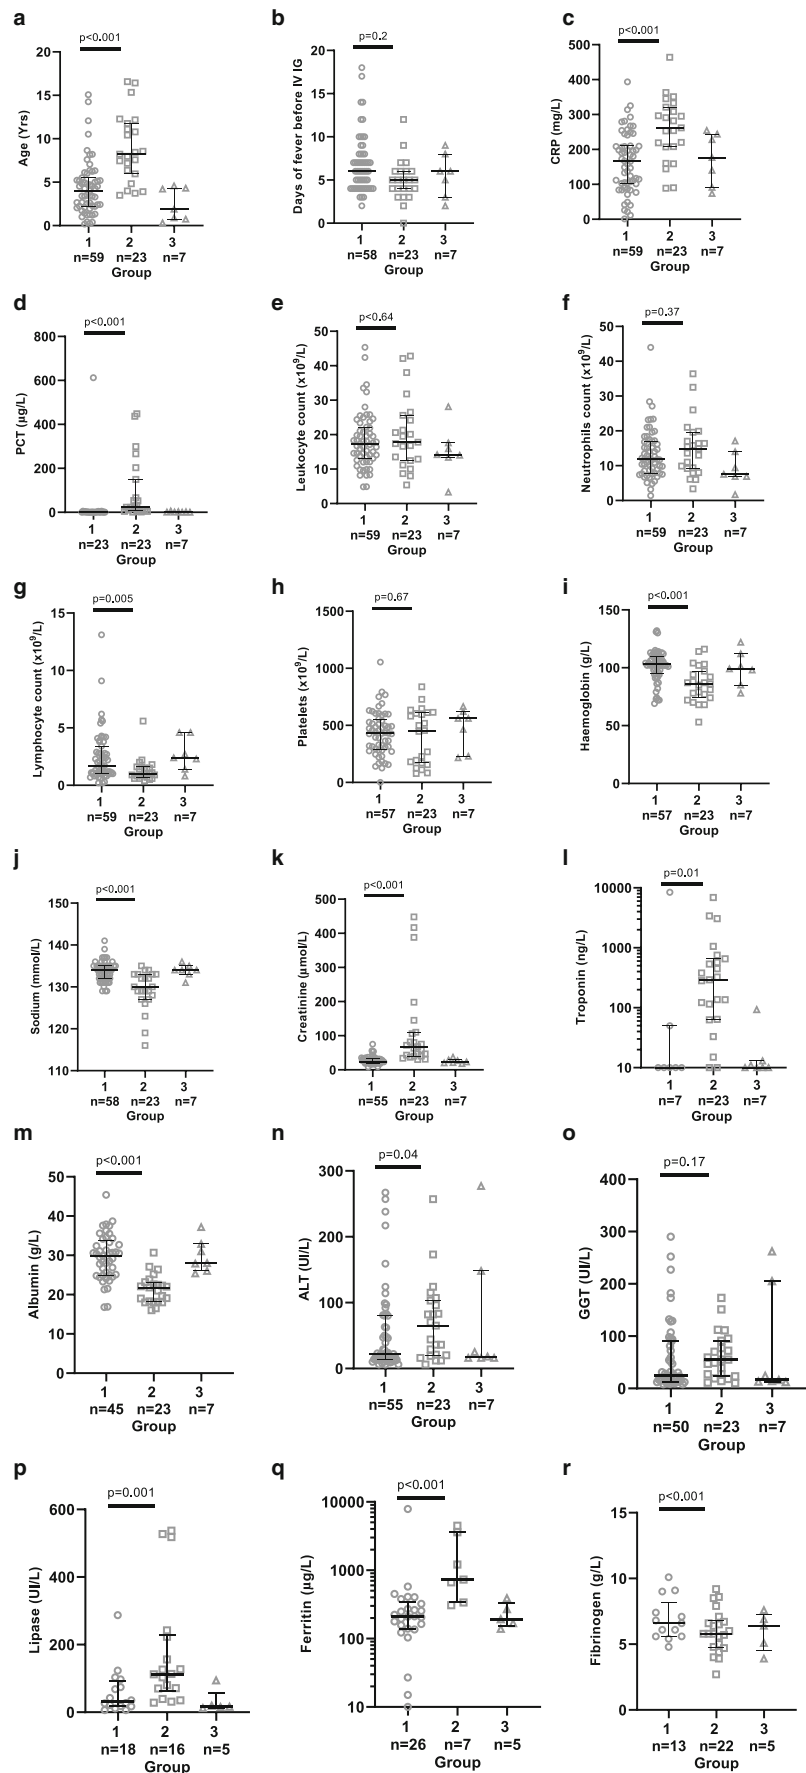 a
p<0.001
Age (Yrs)
20
15
10
5
0
1 2 3
n=59 n=23 n=7
Group
b
p=0.2
Days of fever before IV IG
20
15
10
5
0
1 2 3
n=58 n=23 n=7
Group
c
p<0.001
CRP (mg/L)
500
400
300
200
100
0
1 2 3
n=59 n=23 n=7
Group
d
p<0.001
PCT (µg/L)
800
600
400
200
0
1 2 3
n=23 n=23 n=7
Group
e
p<0.64
Leukocyte count (x10⁹/L)
50
40
30
20
10
0
1 2 3
n=59 n=23 n=7
Group
f
p=0.37
Neutrophils count (x10⁹/L)
50
40
30
20
10
0
1 2 3
n=59 n=23 n=7
Group
g
p=0.005
Lymphocyte count (x10⁹/L)
15
10
5
0
1 2 3
n=59 n=23 n=7
Group
h
p=0.67
Platelets (x10⁹/L)
1500
1000
500
0
1 2 3
n=57 n=23 n=7
Group
i
p<0.001
Haemoglobin (g/L)
150
100
50
0
1 2 3
n=57 n=23 n=7
Group
j
p<0.001
Sodium (mmol/L)
150
140
130
120
110
1 2 3
n=58 n=23 n=7
Group
k
p<0.001
Creatinine (µmol/L)
500
400
300
200
100
0
1 2 3
n=55 n=23 n=7
Group
l
p=0.01
Troponin (ng/L)
10000
1000
100
10
1 2 3
n=7 n=23 n=7
Group
m
p<0.001
Albumin (g/L)
50
40
30
20
10
0
1 2 3
n=45 n=23 n=7
Group
n
p=0.04
ALT (UI/L)
300
200
100
0
1 2 3
n=55 n=23 n=7
Group
o
p=0.17
GGT (UI/L)
400
300
200
100
0
1 2 3
n=50 n=23 n=7
Group
p
p=0.001
Lipase (UI/L)
600
400
200
0
1 2 3
n=18 n=16 n=5
Group
q
p<0.001
Ferritin (µg/L)
10000
1000
100
10
1 2 3
n=26 n=7 n=5
Group
r
p<0.001
Fibrinogen (g/L)
15
10
5
0
1 2 3
n=13 n=22 n=5
Group